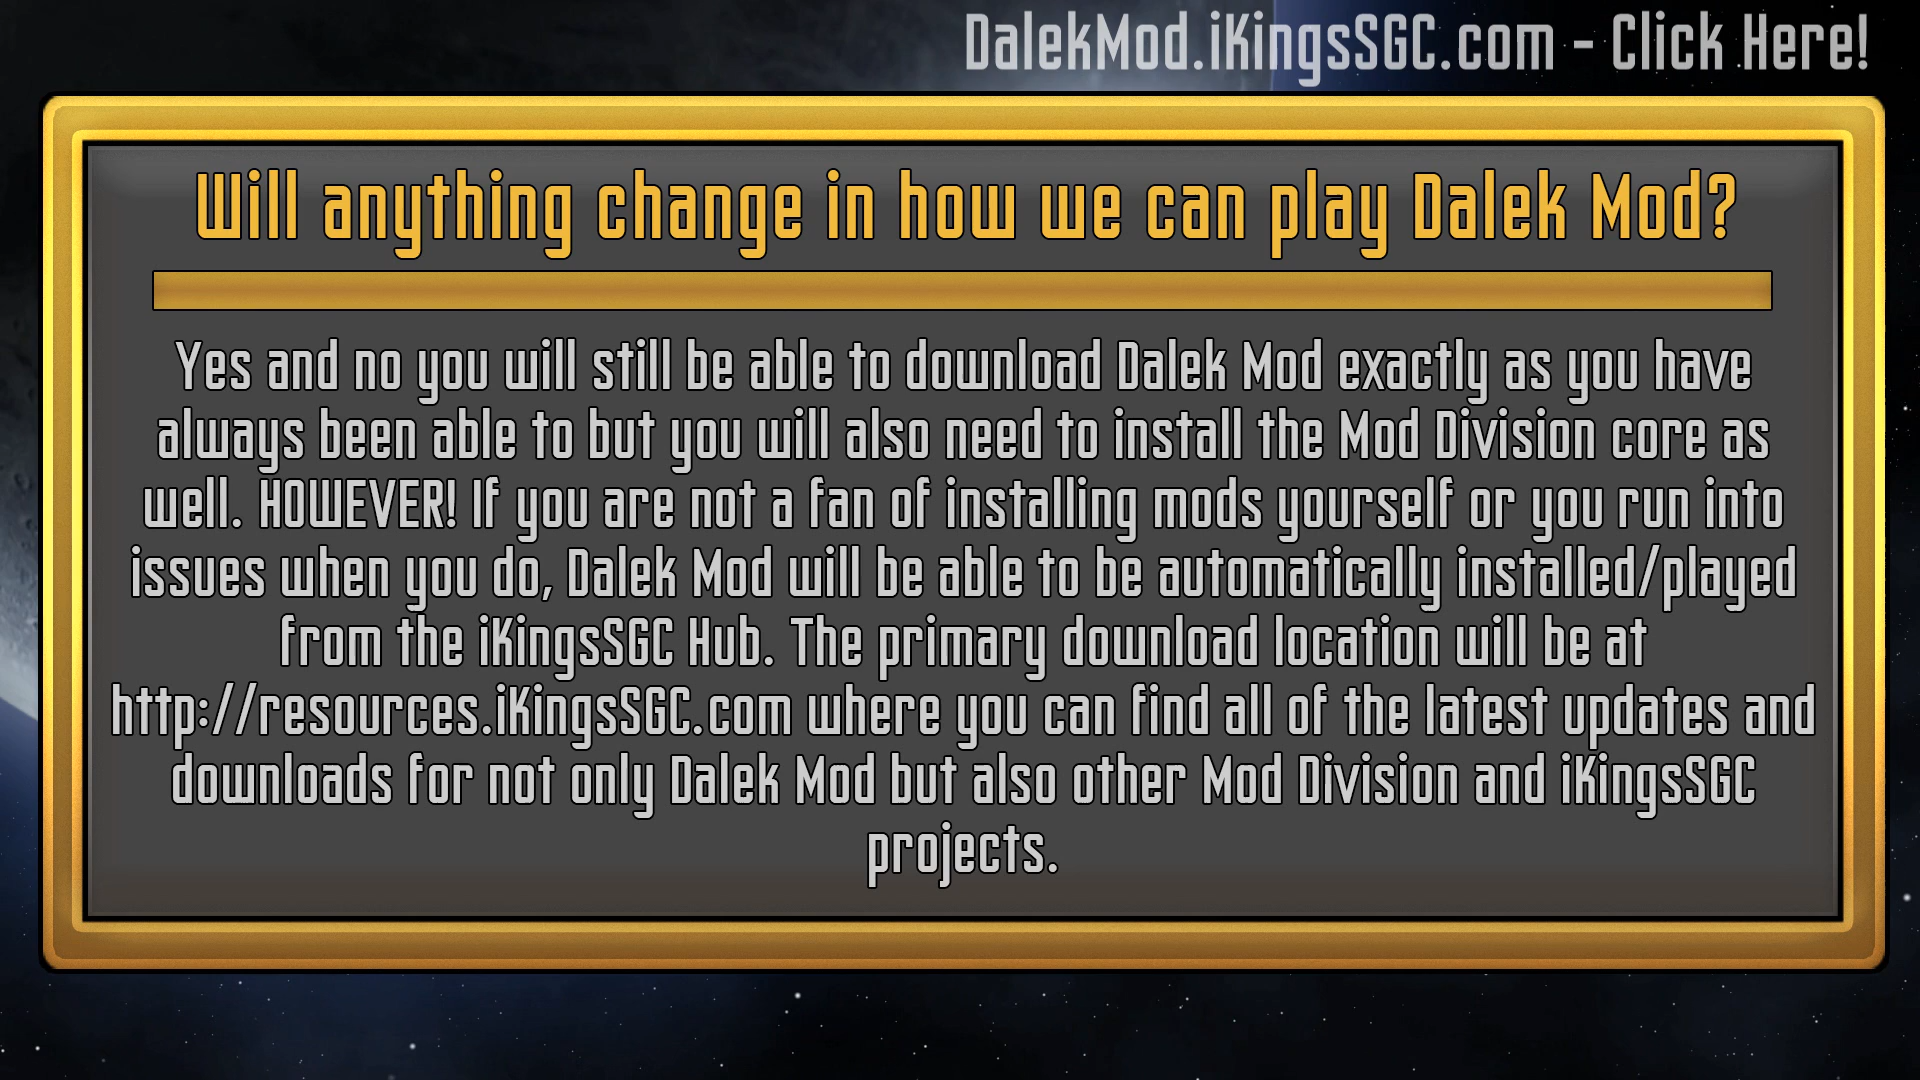 DalekMod.iKingsSGC.com - Click Here!
Will anything change in how we can play Dalek Mod?
Yes and no you will still be able to download Dalek Mod exactly as you have
always been able to but you will also need to install the Mod Division core as
well. HOWEVER! If you are not a fan of installing mods yourself or you run into
issues when you do, Dalek Mod will be able to be automatically installed/played
from the iKingsSGC Hub. The primary download location will be at
http://resources.iKingsSGC.com where you can find all of the latest updates and
downloads for not only Dalek Mod but also other Mod Division and iKingsSGC
projects.